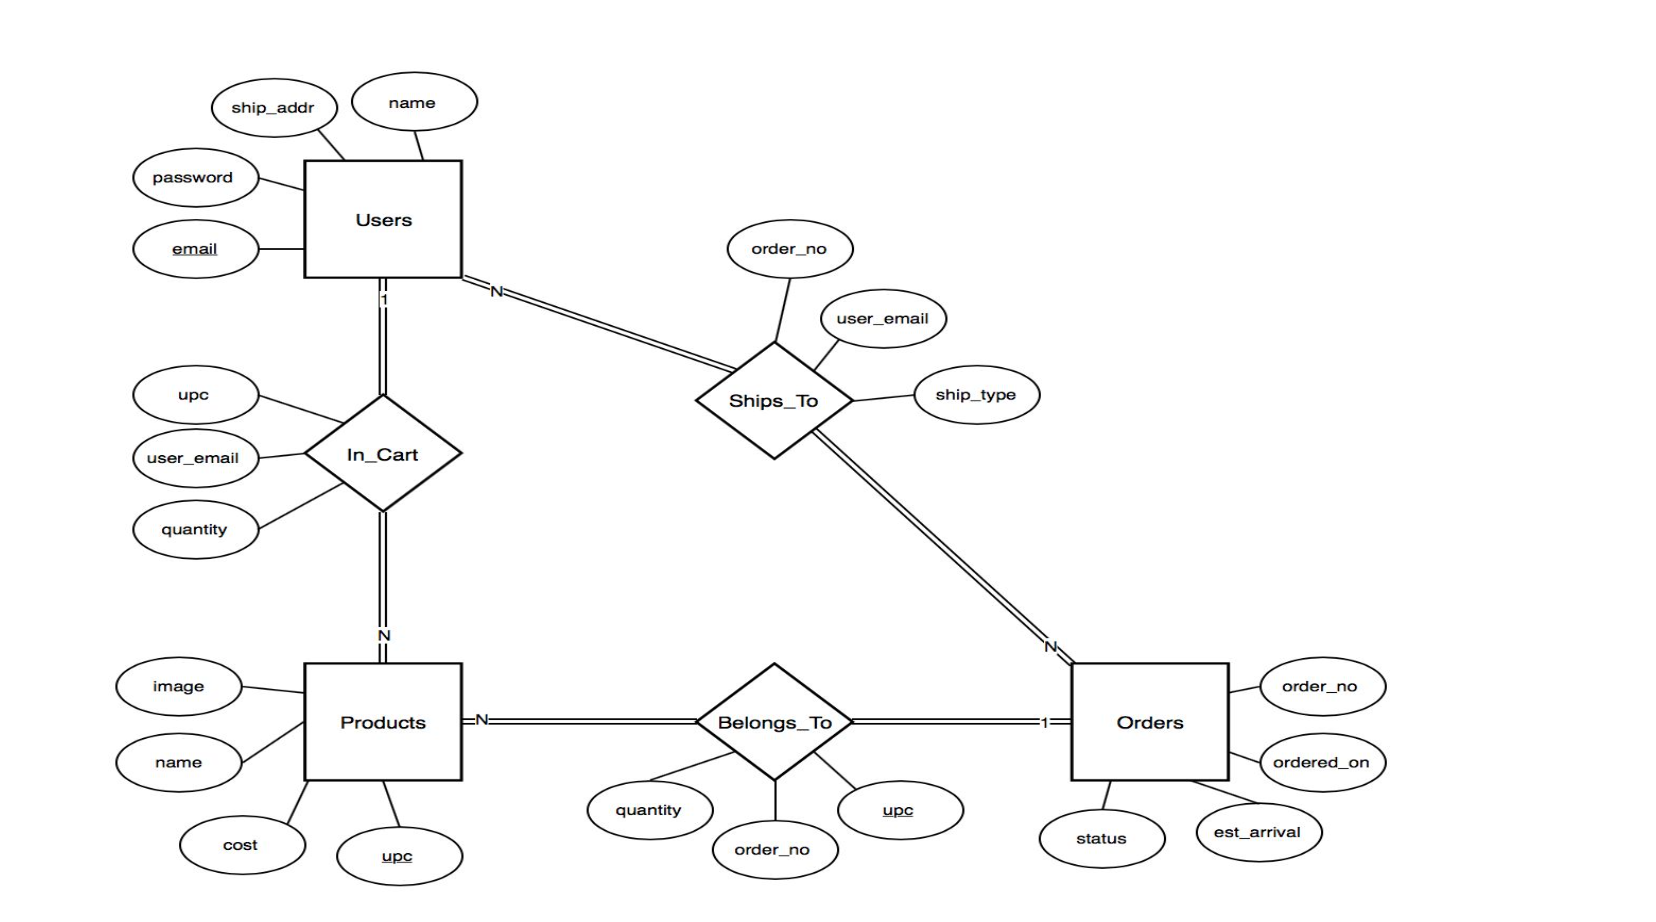 ship_addr
name
password
Users
email
order_no
N
1
user_email
upc
ship_type
Ships_To
In_Cart
user_email
quantity
N
N
image
order_no
Products
N
Belongs_To
1
Orders
name
ordered_on
quantity
upc
est_arrival
status
cost
order_no
upc